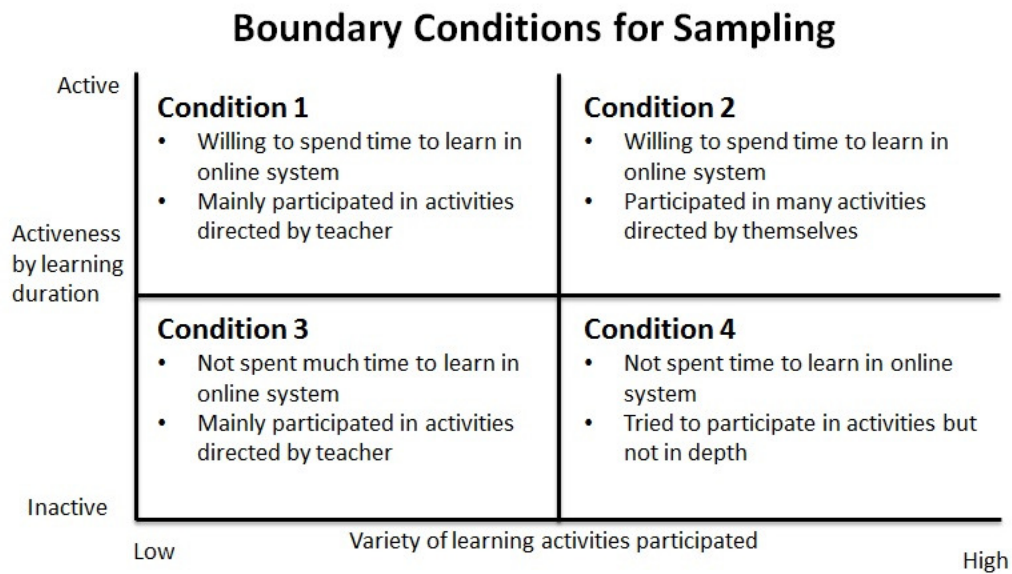 Boundary Conditions for Sampling
Active
Activeness
by learning
duration
Inactive
Condition 1
• Willing to spend time to learn in
online system
• Mainly participated in activities
directed by teacher
Condition 2
• Willing to spend time to learn in
online system
• Participated in many activities
directed by themselves
Condition 3
• Not spent much time to learn in
online system
• Mainly participated in activities
directed by teacher
Condition 4
• Not spent time to learn in online
system
• Tried to participate in activities but
not in depth
Low
Variety of learning activities participated
High